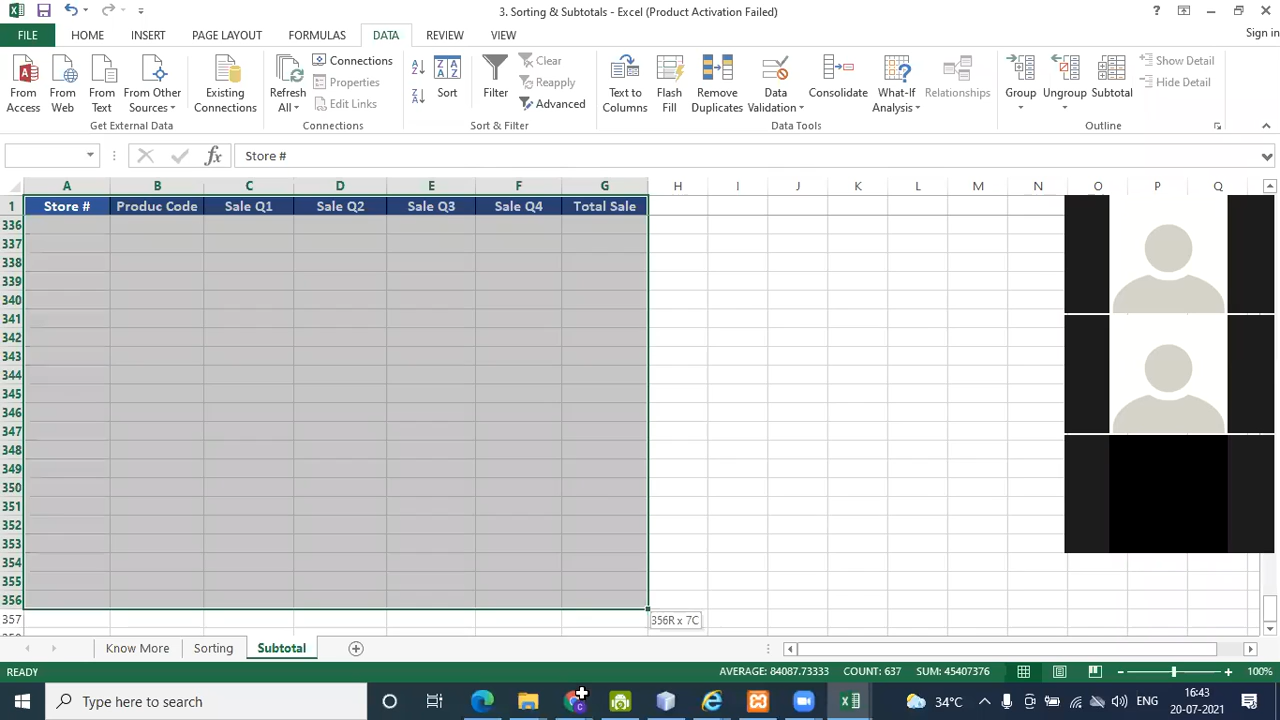 3. Sorting & Subtotals - Excel (Product Activation Failed)
?
FILE HOME INSERT PAGE LAYOUT FORMULAS DATA REVIEW VIEW Sign in
From Access
From Web
From Text
From Other Sources
Existing Connections
Get External Data
Refresh All
Connections
Properties
Edit Links
Connections
Sort
Filter
Clear
Reapply
Advanced
Sort & Filter
Text to Columns
Flash Fill
Remove Duplicates
Data Validation
Consolidate
What-If Analysis
Relationships
Data Tools
Group
Ungroup
Subtotal
Show Detail
Hide Detail
Outline
fx Store #
A B C D E F G H I J K L M N O P Q
1 Store # Produc Code Sale Q1 Sale Q2 Sale Q3 Sale Q4 Total Sale
336
337
338
339
340
341
342
343
344
345
346
347
348
349
350
351
352
353
354
355
356
357
356R x 7C
Know More Sorting Subtotal
READY AVERAGE: 84087.73333 COUNT: 637 SUM: 45407376 100%
Type here to search 34°C ENG 16:43
20-07-2021